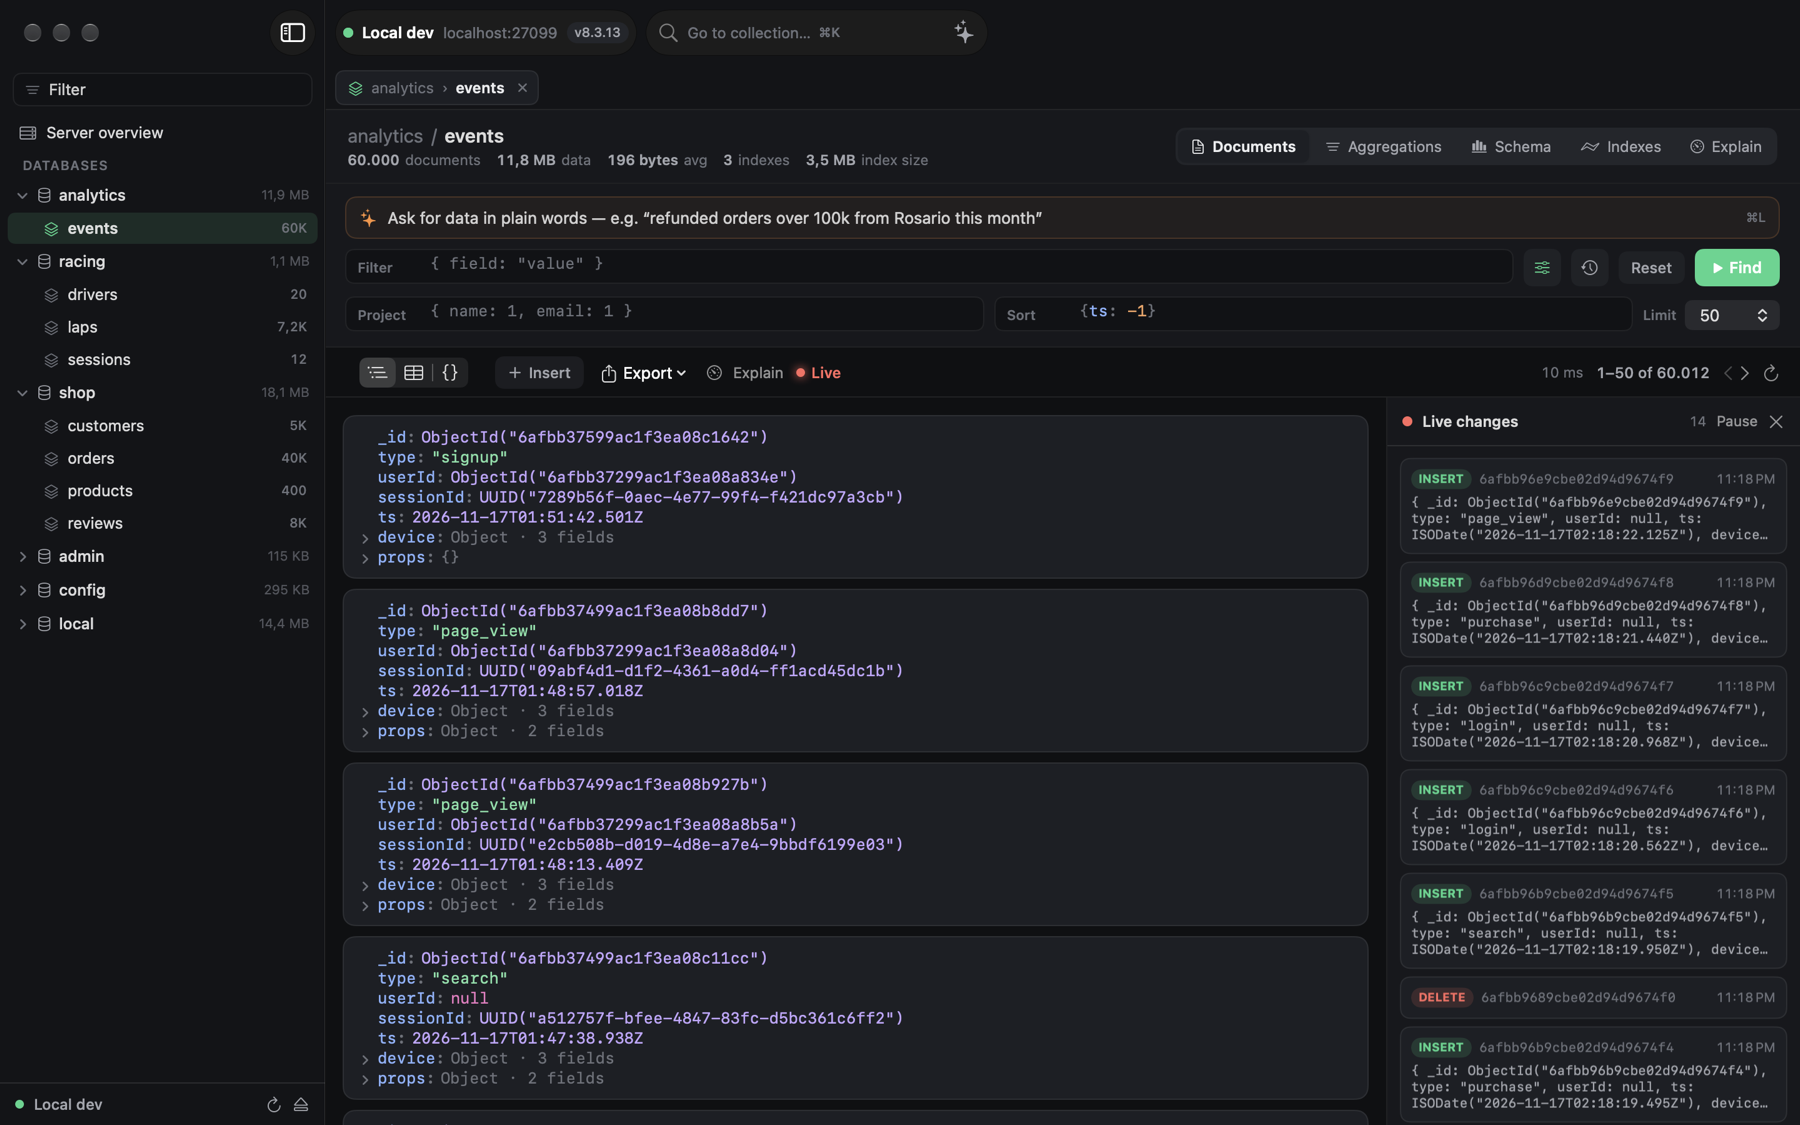 Local dev localhost:27099 v8.3.13
Go to collection... ⌘K
Filter
Server overview
DATABASES
analytics 11,9 MB
events 60K
racing 1,1 MB
drivers 20
laps 7,2K
sessions 12
shop 18,1 MB
customers 5K
orders 40K
products 400
reviews 8K
admin 115 KB
config 295 KB
local 14,4 MB
Local dev
analytics › events
analytics / events
60.000 documents 11,8 MB data 196 bytes avg 3 indexes 3,5 MB index size
Documents Aggregations Schema Indexes Explain
Ask for data in plain words — e.g. “refunded orders over 100k from Rosario this month” ⌘L
Filter { field: "value" } Reset Find
Project { name: 1, email: 1 } Sort {ts: -1} Limit 50
{} + Insert Export Explain Live 10 ms 1–50 of 60.012
_id: ObjectId("6afbb37599ac1f3ea08c1642")
type: "signup"
userId: ObjectId("6afbb37299ac1f3ea08a834e")
sessionId: UUID("7289b56f-0aec-4e77-99f4-f421dc97a3cb")
ts: 2026-11-17T01:51:42.501Z
device: Object · 3 fields
props: {}
_id: ObjectId("6afbb37499ac1f3ea08b8dd7")
type: "page_view"
userId: ObjectId("6afbb37299ac1f3ea08a8d04")
sessionId: UUID("09abf4d1-d1f2-4361-a0d4-ff1acd45dc1b")
ts: 2026-11-17T01:48:57.018Z
device: Object · 3 fields
props: Object · 2 fields
_id: ObjectId("6afbb37499ac1f3ea08b927b")
type: "page_view"
userId: ObjectId("6afbb37299ac1f3ea08a8b5a")
sessionId: UUID("e2cb508b-d019-4d8e-a7e4-9bbdf6199e03")
ts: 2026-11-17T01:48:13.409Z
device: Object · 3 fields
props: Object · 2 fields
_id: ObjectId("6afbb37499ac1f3ea08c11cc")
type: "search"
userId: null
sessionId: UUID("a512757f-bfee-4847-83fc-d5bc361c6ff2")
ts: 2026-11-17T01:47:38.938Z
device: Object · 3 fields
props: Object · 2 fields
Live changes 14 Pause
INSERT 6afbb96e9cbe02d94d9674f9 11:18 PM
{ _id: ObjectId("6afbb96e9cbe02d94d9674f9"),
type: "page_view", userId: null, ts:
ISODate("2026-11-17T02:18:22.125Z"), device…
INSERT 6afbb96d9cbe02d94d9674f8 11:18 PM
{ _id: ObjectId("6afbb96d9cbe02d94d9674f8"),
type: "purchase", userId: null, ts:
ISODate("2026-11-17T02:18:21.440Z"), device…
INSERT 6afbb96c9cbe02d94d9674f7 11:18 PM
{ _id: ObjectId("6afbb96c9cbe02d94d9674f7"),
type: "login", userId: null, ts:
ISODate("2026-11-17T02:18:20.968Z"), device…
INSERT 6afbb96c9cbe02d94d9674f6 11:18 PM
{ _id: ObjectId("6afbb96c9cbe02d94d9674f6"),
type: "login", userId: null, ts:
ISODate("2026-11-17T02:18:20.562Z"), device…
INSERT 6afbb96b9cbe02d94d9674f5 11:18 PM
{ _id: ObjectId("6afbb96b9cbe02d94d9674f5"),
type: "search", userId: null, ts:
ISODate("2026-11-17T02:18:19.950Z"), device…
DELETE 6afbb9689cbe02d94d9674f0 11:18 PM
INSERT 6afbb96b9cbe02d94d9674f4 11:18 PM
{ _id: ObjectId("6afbb96b9cbe02d94d9674f4"),
type: "purchase", userId: null, ts:
ISODate("2026-11-17T02:18:19.495Z"), device…